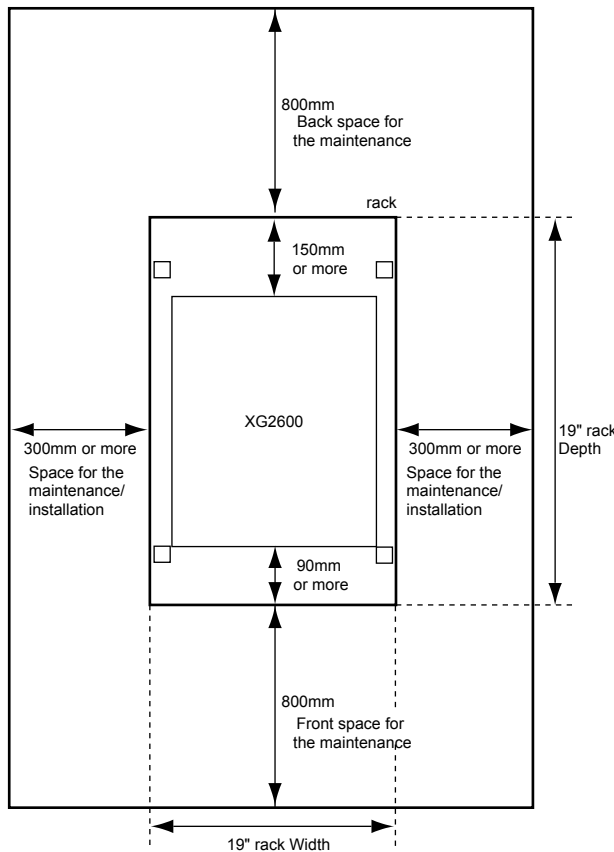 800mm
Back space for
the maintenance
rack
150mm
or more
XG2600
300mm or more
Space for the
maintenance/
installation
300mm or more
Space for the
maintenance/
installation
19" rack
Depth
90mm
or more
800mm
Front space for
the maintenance
19" rack Width